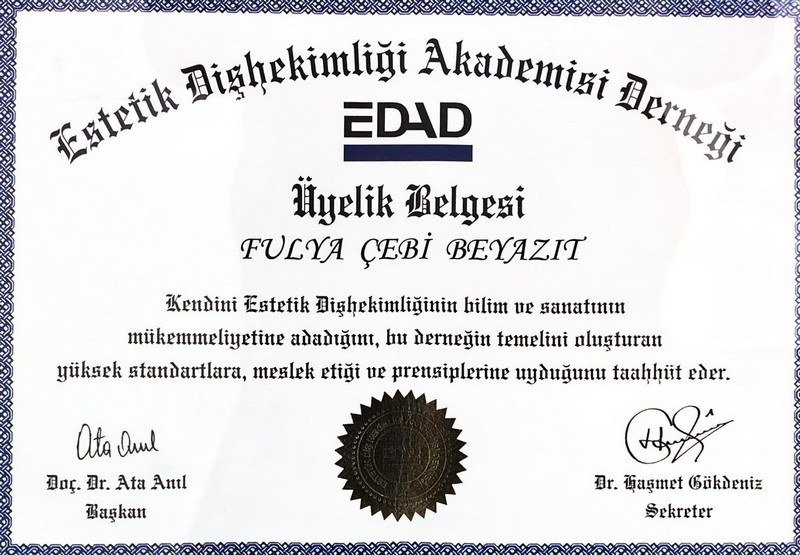 Estetik Dişhekimliği Akademisi Derneği
EDAD
Üyelik Belgesi
FULYA ÇEBİ BEYAZIT
Kendini Estetik Dişhekimliğinin bilim ve sanatının
mükemmeliyetine adadığını, bu derneğin temelini oluşturan
yüksek standartlara, meslek etiği ve prensiplerine uyduğunu taahhüt eder.
Ata Anıl
Doç. Dr. Ata Anıl
Başkan
Dr. Haşmet Gökdeniz
Sekreter